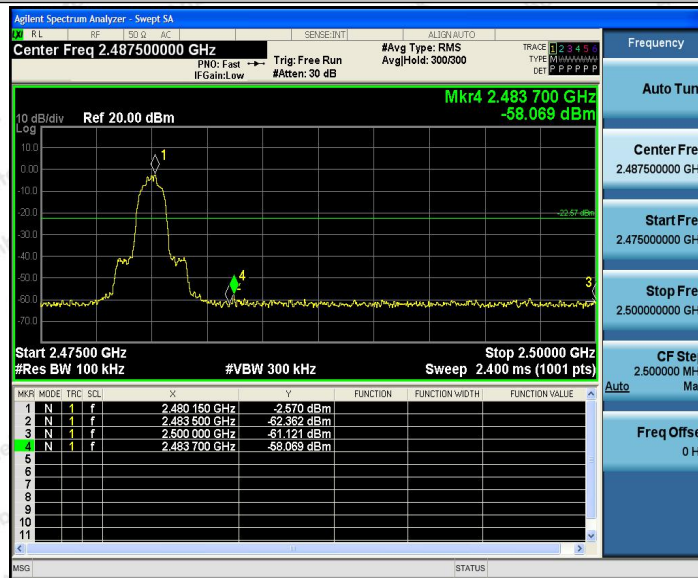 Agilent Spectrum Analyzer - Swept SA
LXI RL RF 50 Ω AC SENSE:INT ALIGN AUTO
Center Freq 2.487500000 GHz
PNO: Fast
IFGain:Low
Trig: Free Run
#Atten: 30 dB
#Avg Type: RMS
Avg|Hold: 300/300
TRACE 1 2 3 4 5 6
TYPE M
DET P P P P P P
Mkr4 2.483 700 GHz
-58.069 dBm
10 dB/div Ref 20.00 dBm
Log
10.0
0.00
-10.0
-20.0
-30.0
-40.0
-50.0
-60.0
-70.0
1
-22.57 dBm
4
3
Start 2.47500 GHz Stop 2.50000 GHz
#Res BW 100 kHz #VBW 300 kHz Sweep 2.400 ms (1001 pts)
MKR MODE TRC SCL X Y FUNCTION FUNCTION WIDTH FUNCTION VALUE
1 N 1 f 2.480 150 GHz -2.570 dBm
2 N 1 f 2.483 500 GHz -62.362 dBm
3 N 1 f 2.500 000 GHz -61.121 dBm
4 N 1 f 2.483 700 GHz -58.069 dBm
5
6
7
8
9
10
11
MSG STATUS
Frequency
Auto Tun
Center Fre
2.487500000 GH
Start Fre
2.475000000 GH
Stop Fre
2.500000000 GH
CF Ste
2.500000 MH
Auto Ma
Freq Offse
0 H